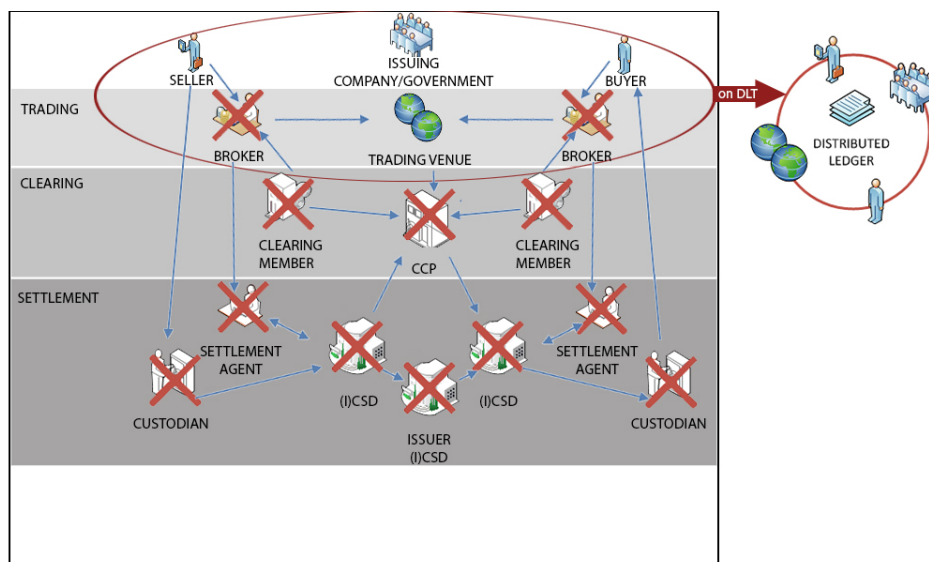 SELLER
ISSUING
COMPANY/GOVERNMENT
BUYER
on DLT
TRADING
BROKER
TRADING VENUE
BROKER
DISTRIBUTED
LEDGER
CLEARING
CLEARING
MEMBER
CCP
CLEARING
MEMBER
SETTLEMENT
SETTLEMENT
AGENT
SETTLEMENT
AGENT
(I)CSD
(I)CSD
CUSTODIAN
ISSUER
(I)CSD
CUSTODIAN